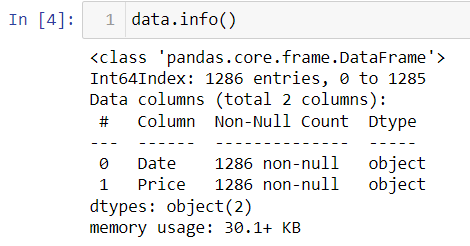 In [4]: 1 data.info()
<class 'pandas.core.frame.DataFrame'>
Int64Index: 1286 entries, 0 to 1285
Data columns (total 2 columns):
 #   Column  Non-Null Count  Dtype
---  ------  --------------  -----
 0   Date    1286 non-null   object
 1   Price   1286 non-null   object
dtypes: object(2)
memory usage: 30.1+ KB